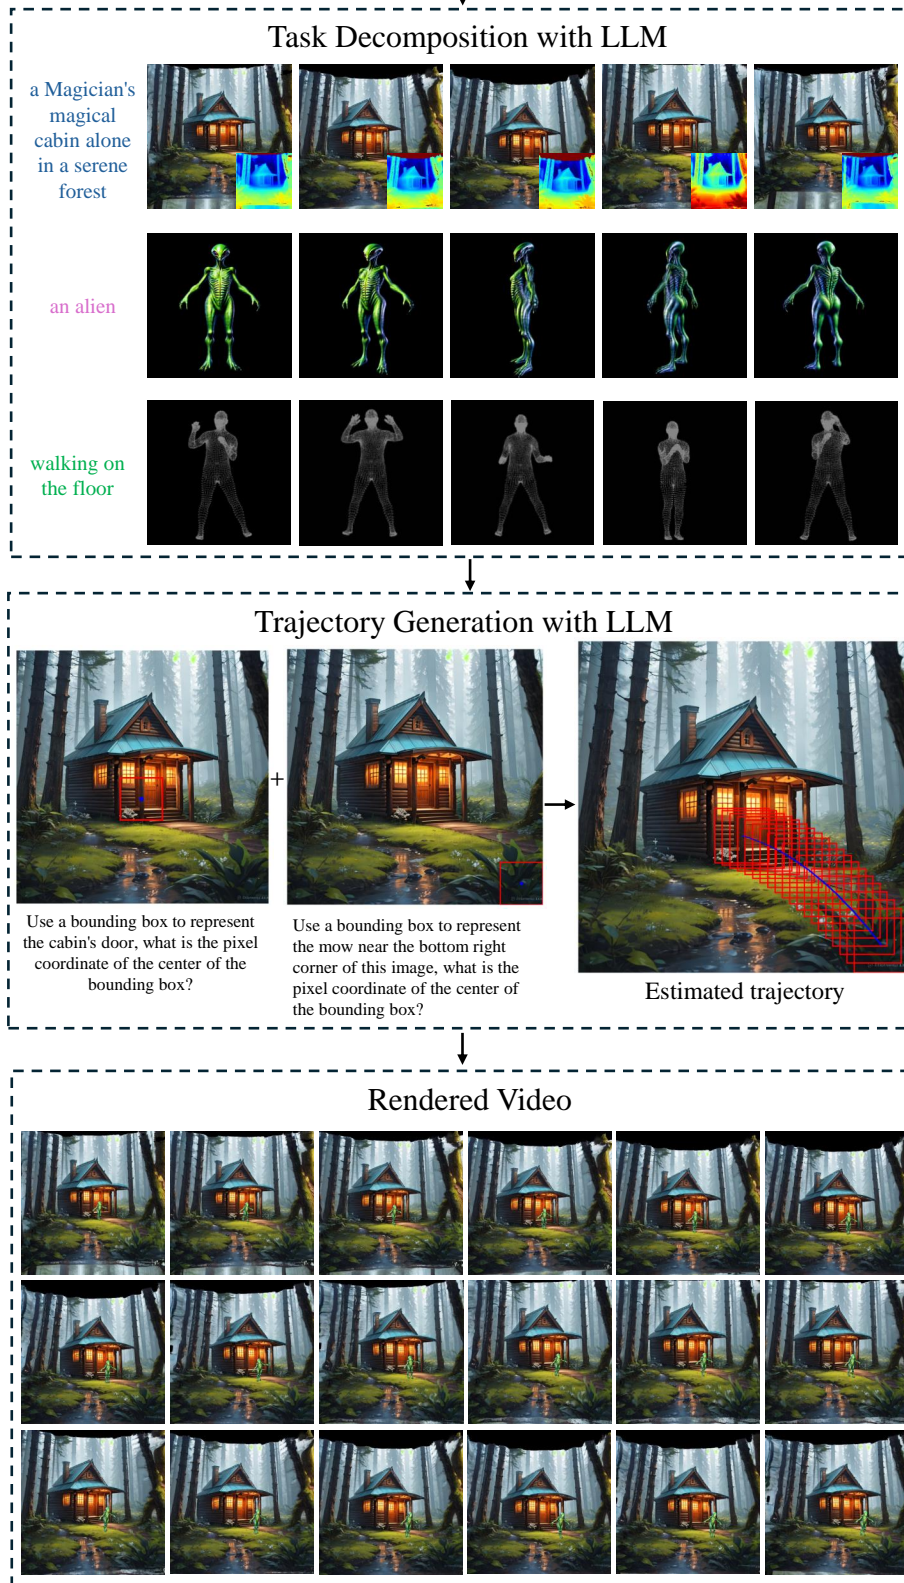 Task Decomposition with LLM
a Magician's
magical
cabin alone
in a serene
forest
an alien
walking on
the floor
Trajectory Generation with LLM
+
Use a bounding box to represent
the cabin's door, what is the pixel
coordinate of the center of the
bounding box?
Use a bounding box to represent
the mow near the bottom right
corner of this image, what is the
pixel coordinate of the center of
the bounding box?
Estimated trajectory
Rendered Video